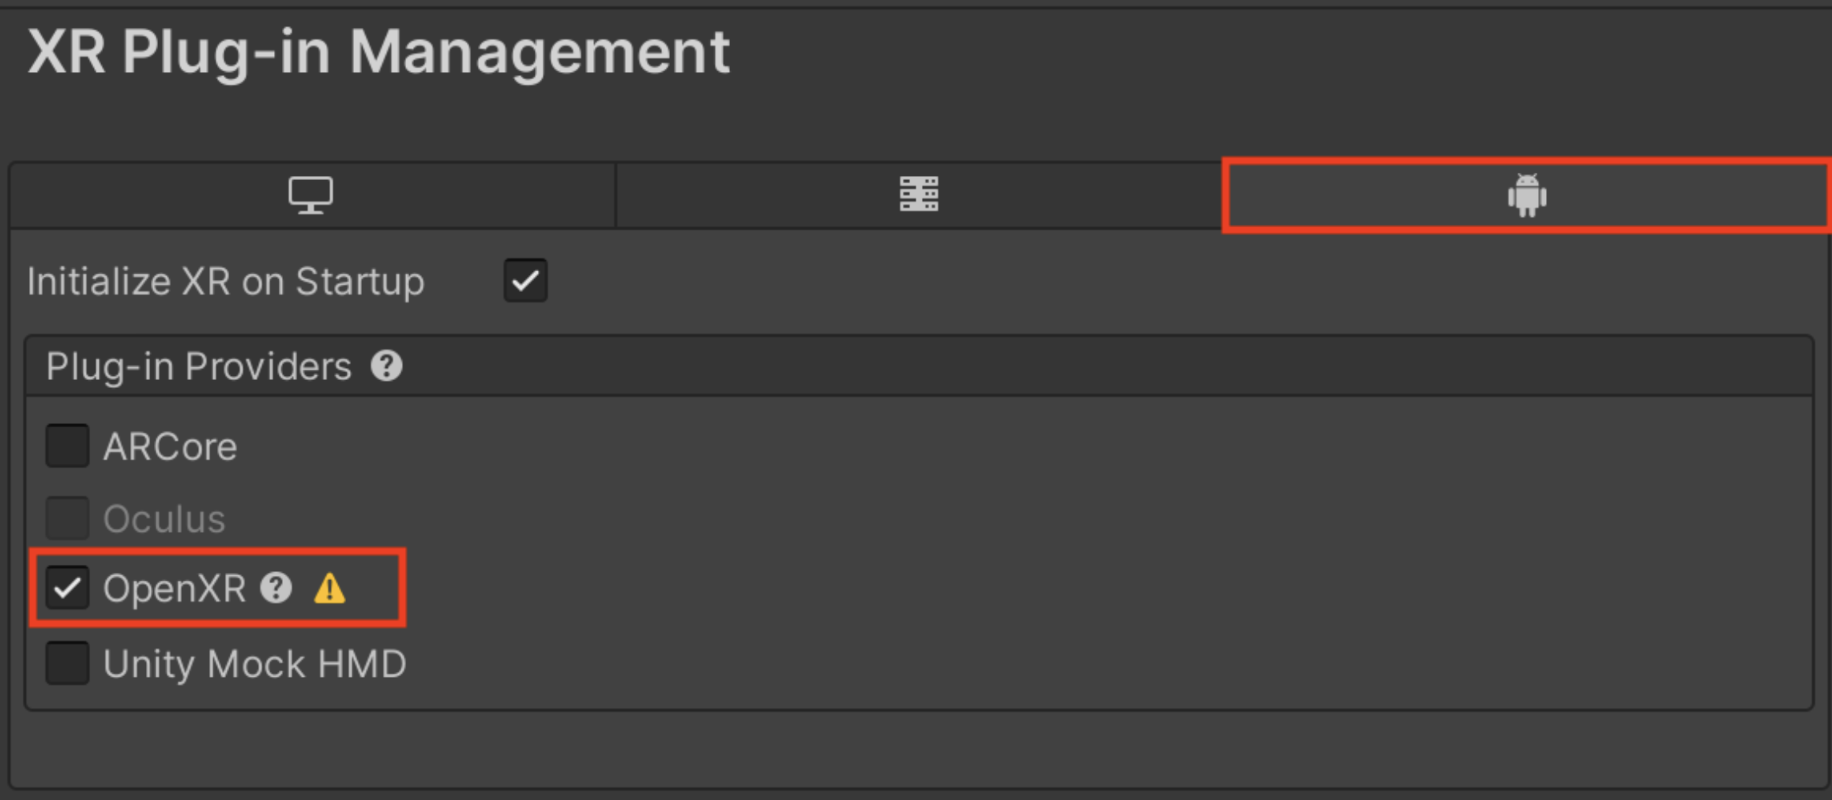 XR Plug-in Management
Initialize XR on Startup
Plug-in Providers
ARCore
Oculus
OpenXR
Unity Mock HMD